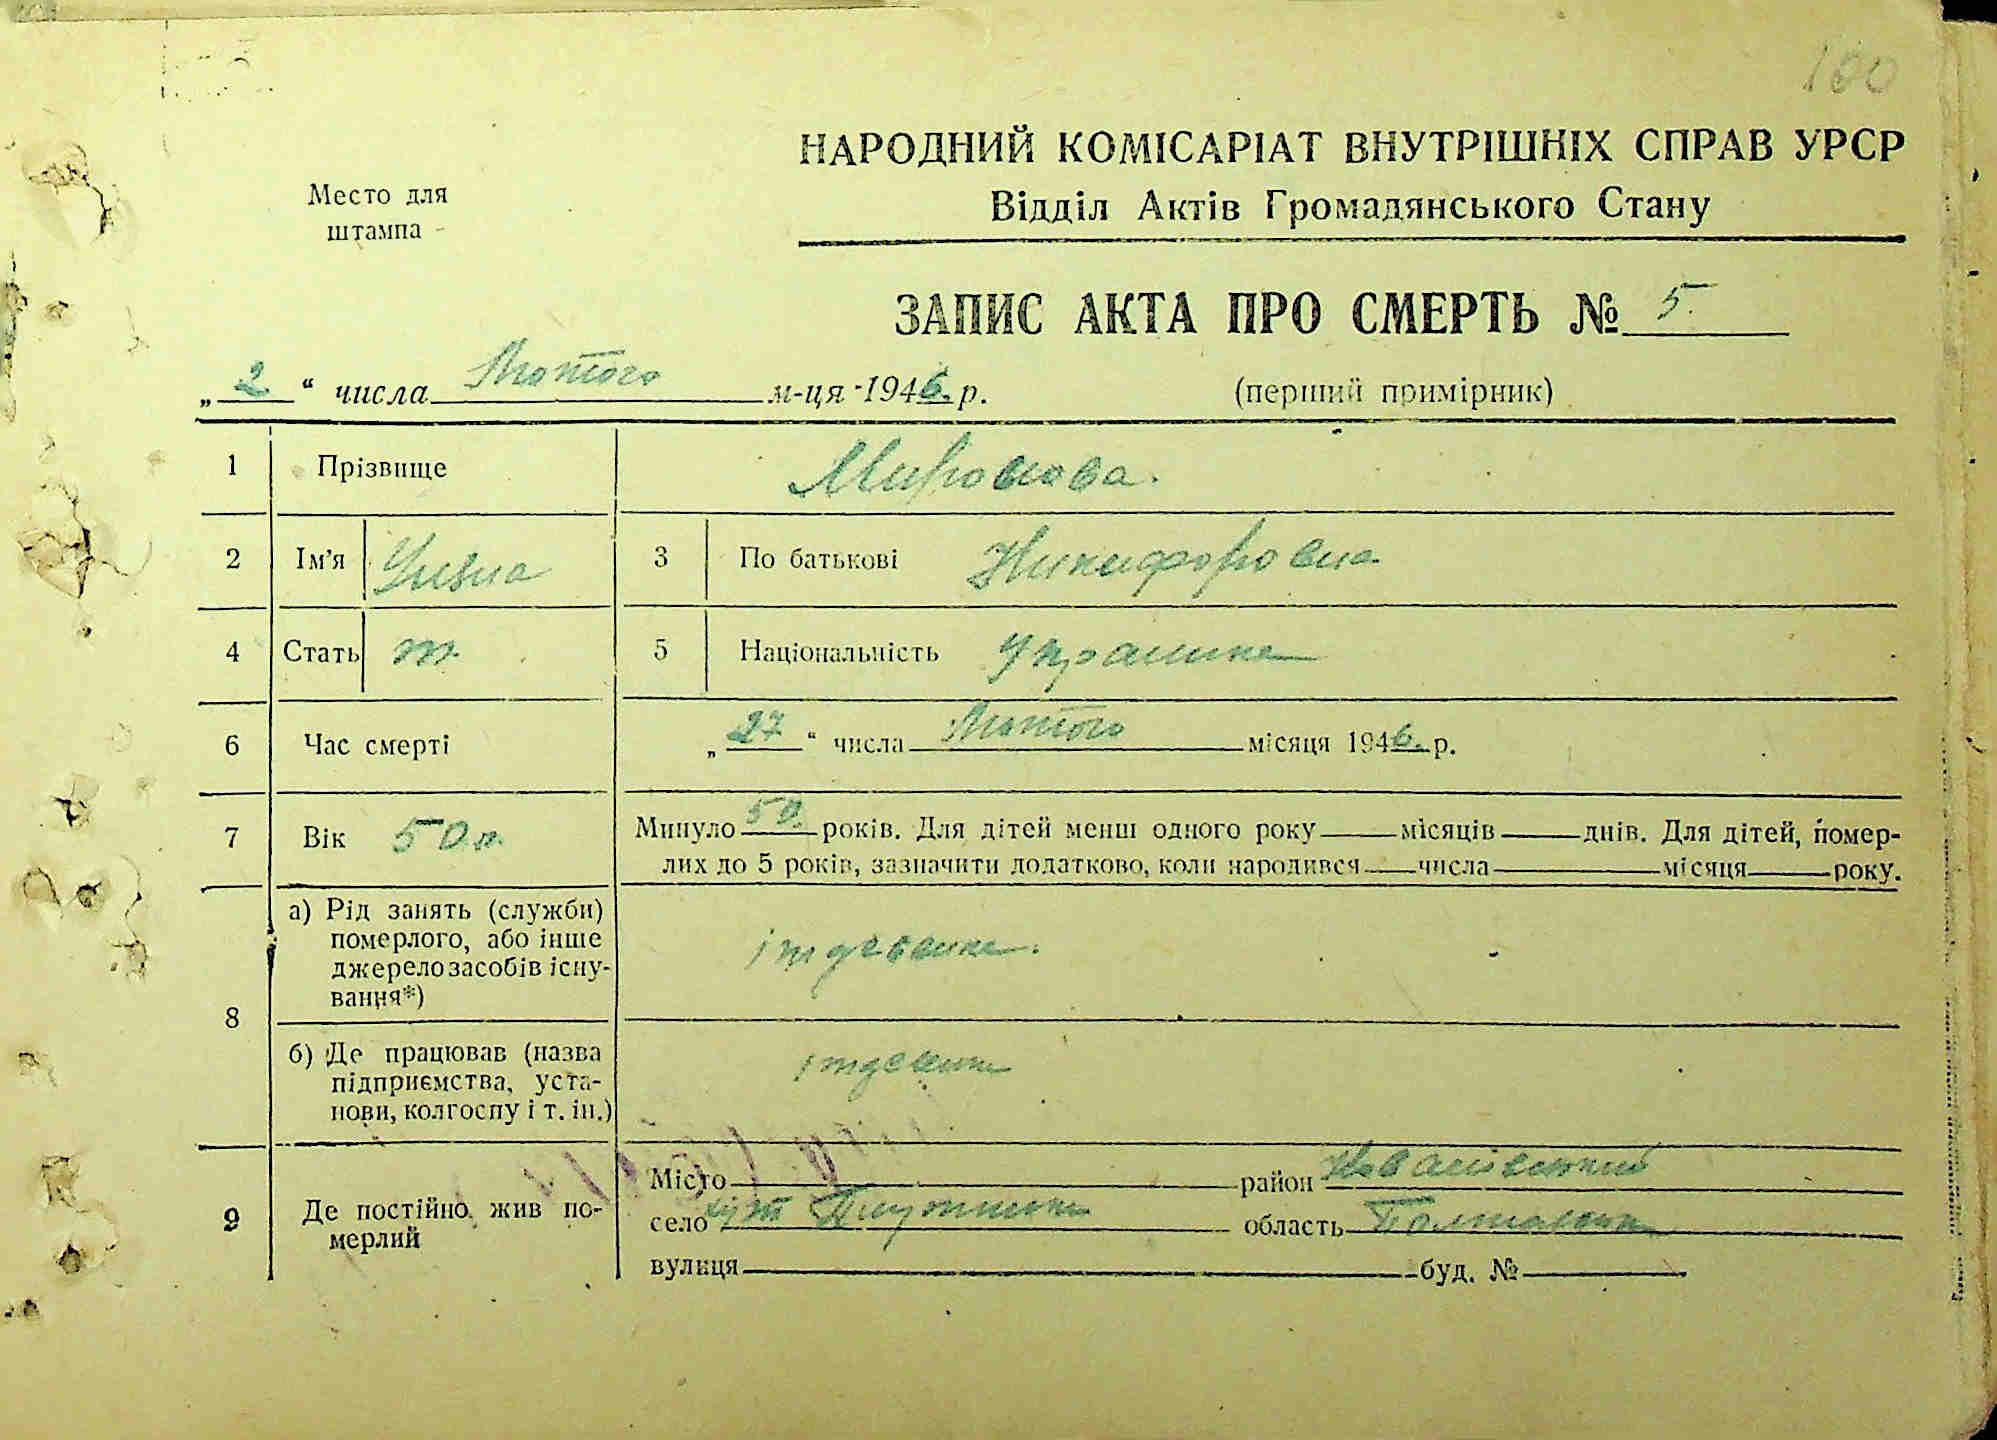 100
НАРОДНИЙ КОМІСАРІАТ ВНУТРІШНІХ СПРАВ УРСР
Відділ Актів Громадянського Стану
Место для
штампа
ЗАПИС АКТА ПРО СМЕРТЬ № 5.
„ 2 “ числа Лютого м-ця 1946. р. (перший примірник)
1 Прізвище Миронова.
2 Ім'я 3 По батькові Никифоровна
4 Стать ж. 5 Національність Украинка
6 Час смерті „ 27 “ числа Лютого місяця 1946. р.
7 Вік 50 л. Минуло 50. років. Для дітей менш одного року місяців днів. Для дітей, помер-
лих до 5 років, зазначити додатково, коли народився числа місяця року.
8 а) Рід занять (служби)
померлого, або інше
джерело засобів існу-
вання*)
іждевенка.
б) Де працював (назва
підприємства, уста-
нови, колгоспу і т. ін.)
9 Де постійно жив по-
мерлий
Місто район
село хут область Полтавська
вулиця буд. №